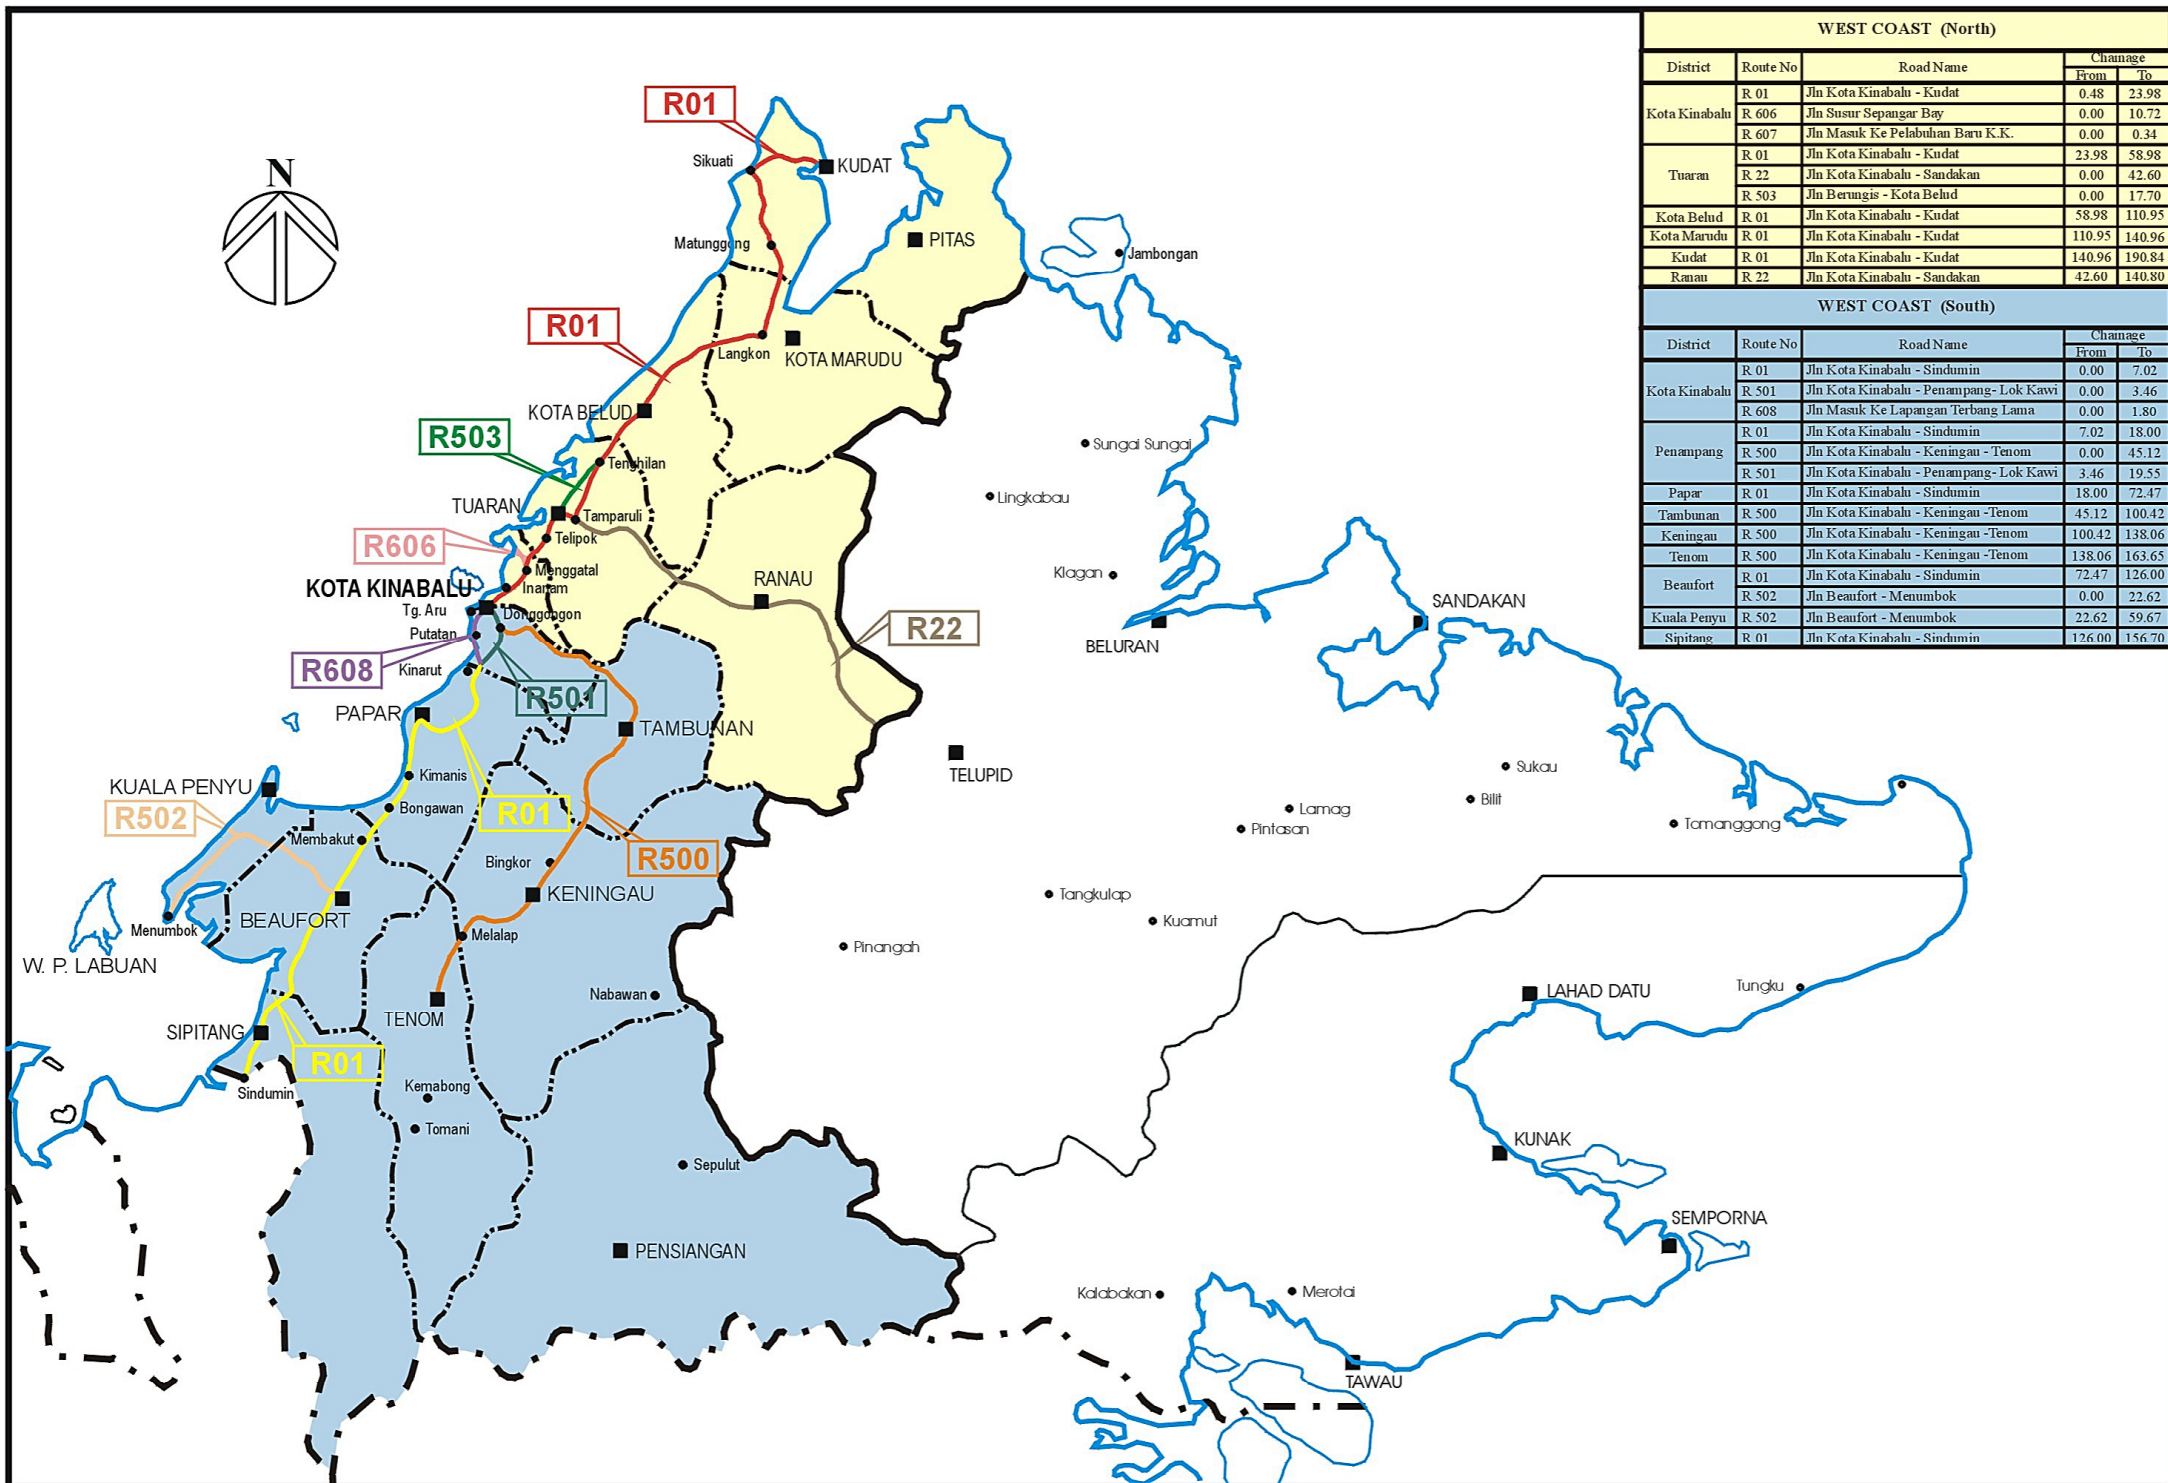 WEST COAST (North)
District Route No Road Name Chainage
From To
Kota Kinabalu R 01 Jln Kota Kinabalu - Kudat 0.48 23.98
R 606 Jln Susur Sepangar Bay 0.00 10.72
R 607 Jln Masuk Ke Pelabuhan Baru K.K. 0.00 0.34
Tuaran R 01 Jln Kota Kinabalu - Kudat 23.98 58.98
R 22 Jln Kota Kinabalu - Sandakan 0.00 42.60
R 503 Jln Berungis - Kota Belud 0.00 17.70
Kota Belud R 01 Jln Kota Kinabalu - Kudat 58.98 110.95
Kota Marudu R 01 Jln Kota Kinabalu - Kudat 110.95 140.96
Kudat R 01 Jln Kota Kinabalu - Kudat 140.96 190.84
Ranau R 22 Jln Kota Kinabalu - Sandakan 42.60 140.80
WEST COAST (South)
District Route No Road Name Chainage
From To
Kota Kinabalu R 01 Jln Kota Kinabalu - Sindumin 0.00 7.02
R 501 Jln Kota Kinabalu - Penampang- Lok Kawi 0.00 3.46
R 608 Jln Masuk Ke Lapangan Terbang Lama 0.00 1.80
Penampang R 01 Jln Kota Kinabalu - Sindumin 7.02 18.00
R 500 Jln Kota Kinabalu - Keningau - Tenom 0.00 45.12
R 501 Jln Kota Kinabalu - Penampang- Lok Kawi 3.46 19.55
Papar R 01 Jln Kota Kinabalu - Sindumin 18.00 72.47
Tambunan R 500 Jln Kota Kinabalu - Keningau -Tenom 45.12 100.42
Keningau R 500 Jln Kota Kinabalu - Keningau -Tenom 100.42 138.06
Tenom R 500 Jln Kota Kinabalu - Keningau -Tenom 138.06 163.65
Beaufort R 01 Jln Kota Kinabalu - Sindumin 72.47 126.00
R 502 Jln Beaufort - Menumbok 0.00 22.62
Kuala Penyu R 502 Jln Beaufort - Menumbok 22.62 59.67
Sipitang R 01 Jln Kota Kinabalu - Sindumin 126.00 156.70
N
R01
Sikuati
KUDAT
Matunggong
PITAS
Jambongan
R01
Langkon
KOTA MARUDU
KOTA BELUD
R503
Tenghilan
Sungai Sungai
Lingkabau
TUARAN
Tamparuli
Telipok
R606
Menggatal
Klagan
RANAU
KOTA KINABALU
Inanam
SANDAKAN
Tg. Aru
Donggongon
Putatan
R22
BELURAN
R608
Kinarut
R501
PAPAR
TAMBUNAN
TELUPID
Sukau
Kimanis
KUALA PENYU
Bilit
Bongawan
R01
Lamag
R502
Pintasan
Tomanggong
Membakut
R500
Bingkor
KENINGAU
Tangkulap
BEAUFORT
Kuamut
Menumbok
Melalap
Pinangah
W. P. LABUAN
Nabawan
LAHAD DATU
Tungku
TENOM
SIPITANG
R01
Sindumin
Kemabong
Tomani
KUNAK
Sepulut
SEMPORNA
PENSIANGAN
Kalabakan
Merotai
TAWAU